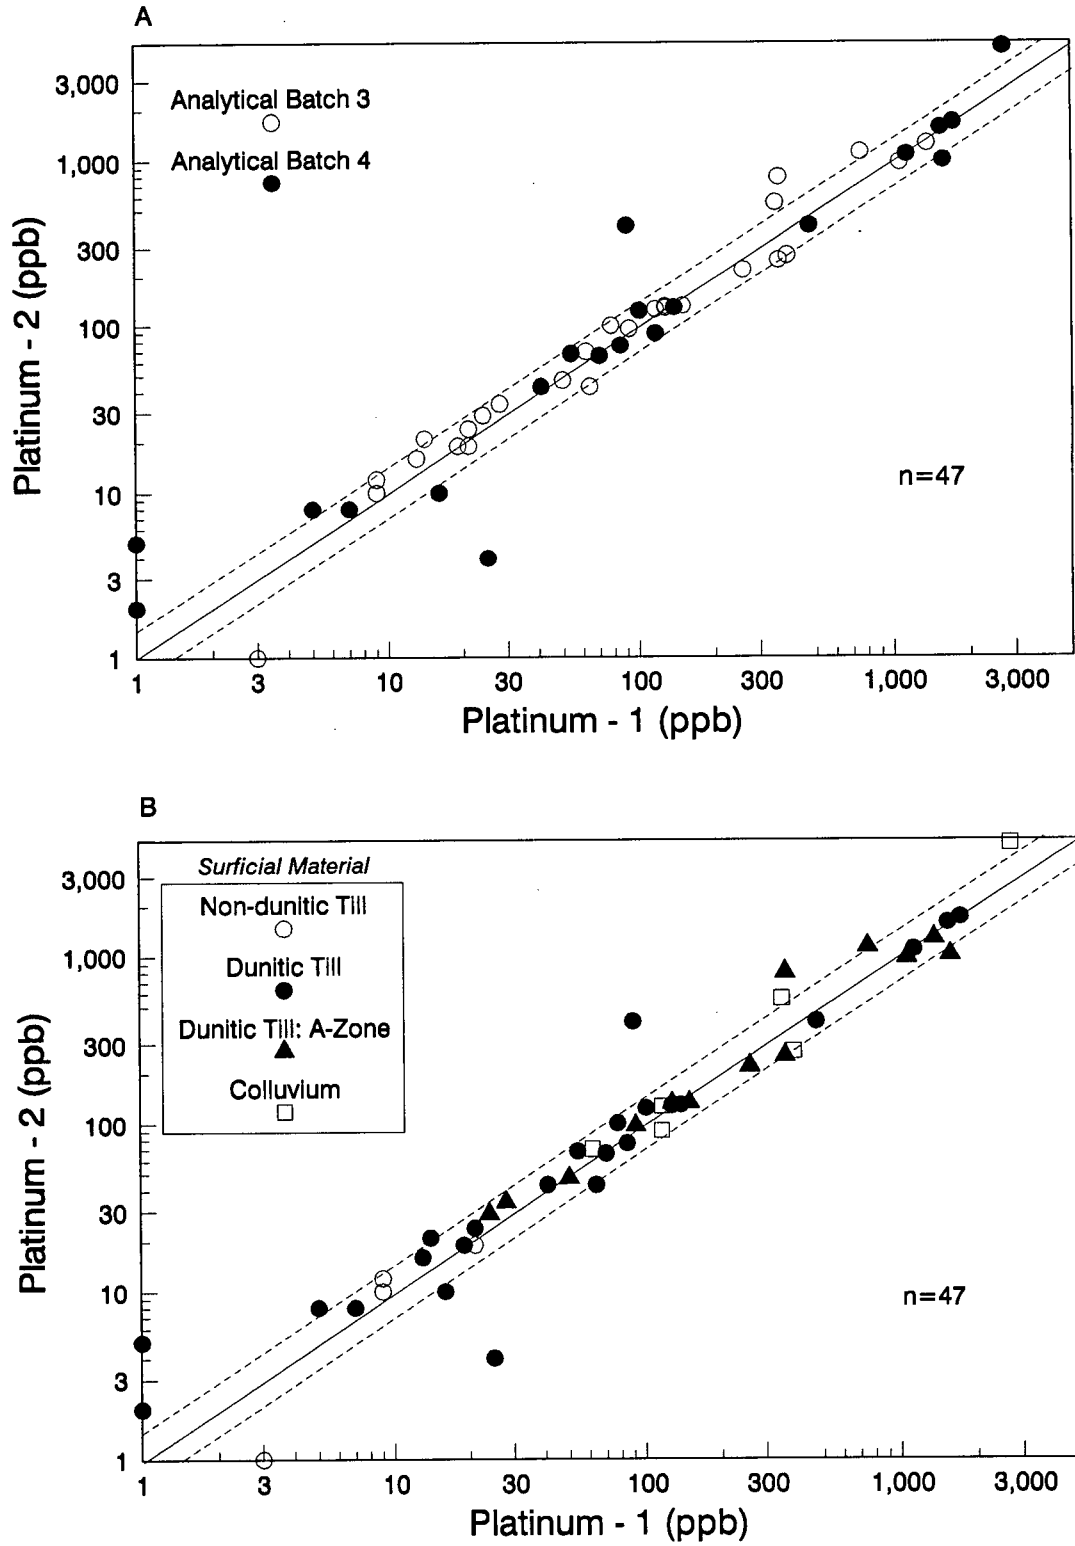 A
3,000
1,000
300
100
30
10
3
1
Analytical Batch 3
Analytical Batch 4
n=47
Platinum - 2 (ppb)
1 3 10 30 100 300 1,000 3,000
Platinum - 1 (ppb)
B
3,000
1,000
300
100
30
10
3
1
Surficial Material
Non-dunitic Till
Dunitic Till
Dunitic Till: A-Zone
Colluvium
n=47
Platinum - 2 (ppb)
1 3 10 30 100 300 1,000 3,000
Platinum - 1 (ppb)